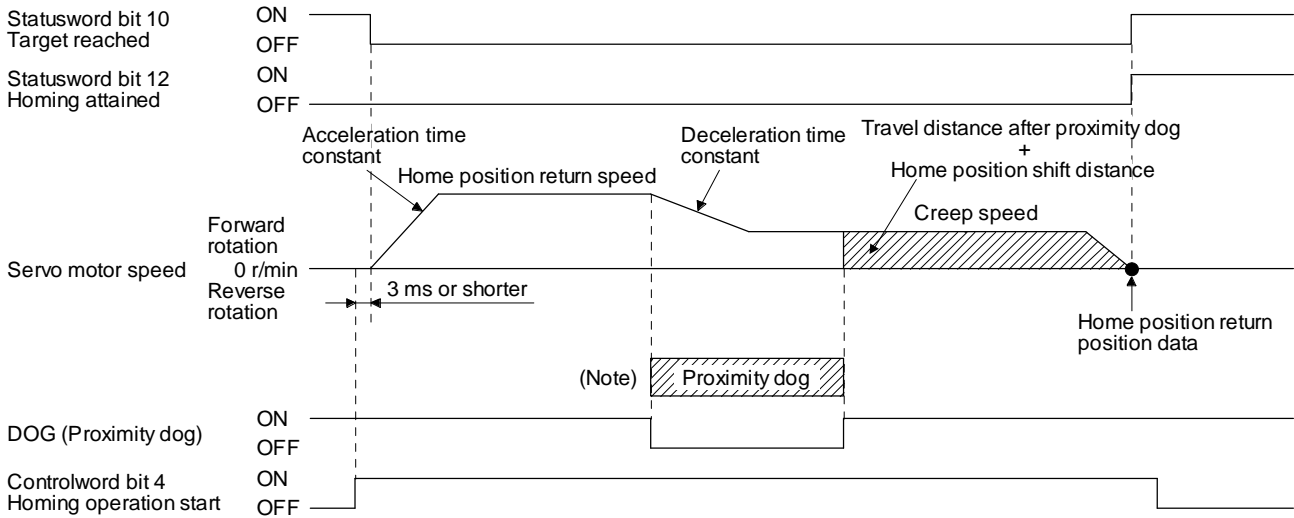 Statusword bit 10
Target reached
ON
OFF
Statusword bit 12
Homing attained
ON
OFF
Acceleration time
constant
Home position return speed
Deceleration time
constant
Travel distance after proximity dog
+
Home position shift distance
Creep speed
Forward
rotation
Servo motor speed
0 r/min
Reverse
rotation
3 ms or shorter
Home position return
position data
(Note)
Proximity dog
DOG (Proximity dog)
ON
OFF
Controlword bit 4
Homing operation start
ON
OFF